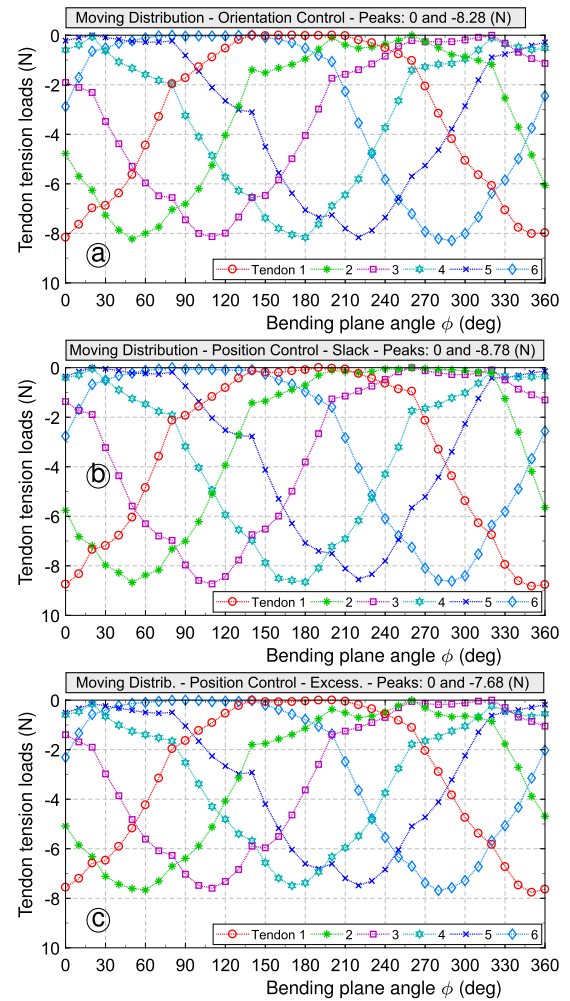 Moving Distribution - Orientation Control - Peaks: 0 and -8.28 (N)
Tendon tension loads (N)
0
-2
-4
-6
-8
10
a
Tendon 1 2 3 4 5 6
0 30 60 90 120 150 180 210 240 270 300 330 360
Bending plane angle ϕ (deg)
Moving Distribution - Position Control - Slack - Peaks: 0 and -8.78 (N)
Tendon tension loads (N)
0
-2
-4
-6
-8
10
b
Tendon 1 2 3 4 5 6
0 30 60 90 120 150 180 210 240 270 300 330 360
Bending plane angle ϕ (deg)
Moving Distrib. - Position Control - Excess. - Peaks: 0 and -7.68 (N)
Tendon tension loads (N)
0
-2
-4
-6
-8
10
c
Tendon 1 2 3 4 5 6
0 30 60 90 120 150 180 210 240 270 300 330 360
Bending plane angle ϕ (deg)